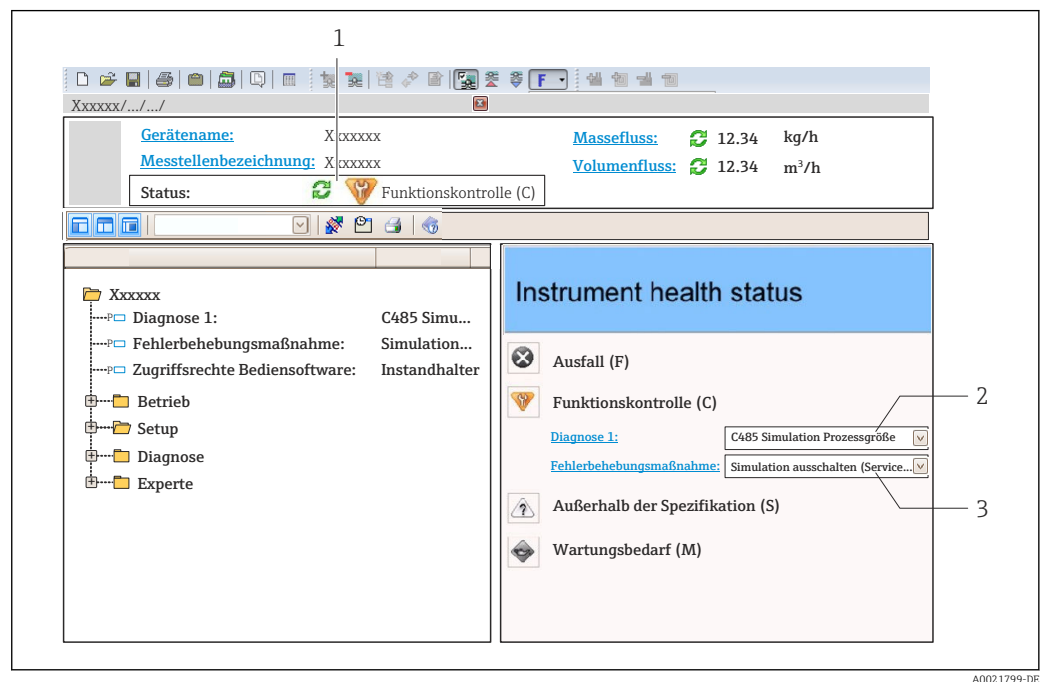 1
F
Xxxxxx/.../.../
Gerätename: Xxxxxxx
Messstellenbezeichnung: Xxxxxxx
Status: Funktionskontrolle (C)
Massefluss: 12.34 kg/h
Volumenfluss: 12.34 m³/h
Xxxxxx
P Diagnose 1: C485 Simu...
P Fehlerbehebungsmaßnahme: Simulation...
P Zugriffsrechte Bediensoftware: Instandhalter
Betrieb
Setup
Diagnose
Experte
Instrument health status
Ausfall (F)
Funktionskontrolle (C)
2
Diagnose 1: C485 Simulation Prozessgröße
Fehlerbehebungsmaßnahme: Simulation ausschalten (Service...
Außerhalb der Spezifikation (S)
3
Wartungsbedarf (M)
A0021799-DE